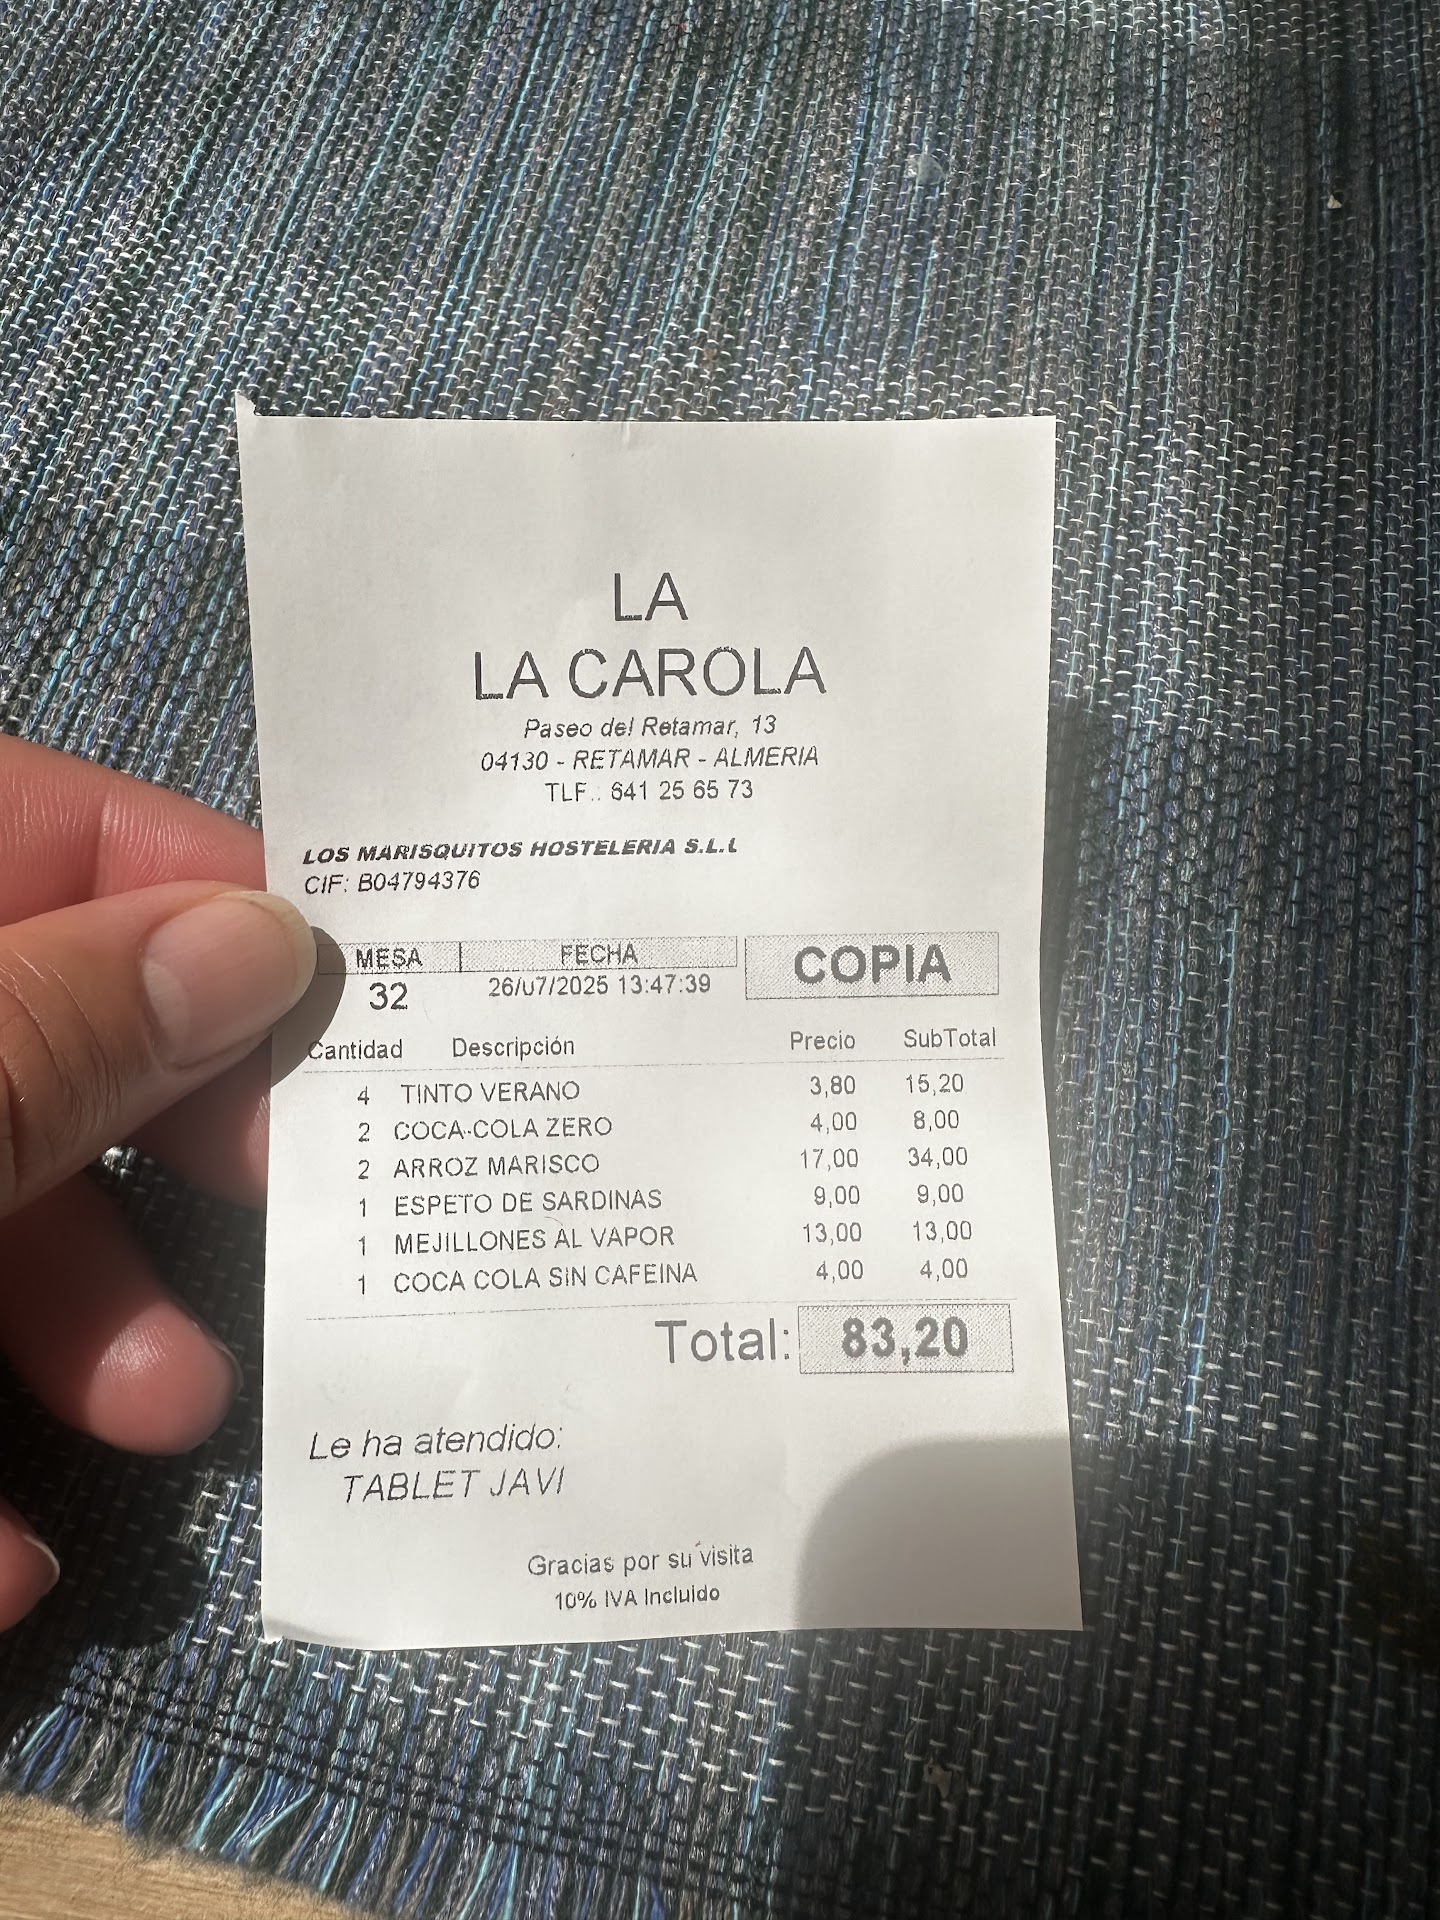 LA
LA CAROLA
Paseo del Retamar, 13
04130 - RETAMAR - ALMERIA
TLF.: 641 25 65 73
LOS MARISQUITOS HOSTELERIA S.L.L
CIF: B04794376
MESA FECHA COPIA
32 26/07/2025 13:47:39
Cantidad Descripción Precio SubTotal
4 TINTO VERANO 3,80 15,20
2 COCA-COLA ZERO 4,00 8,00
2 ARROZ MARISCO 17,00 34,00
1 ESPETO DE SARDINAS 9,00 9,00
1 MEJILLONES AL VAPOR 13,00 13,00
1 COCA COLA SIN CAFEINA 4,00 4,00
Total: 83,20
Le ha atendido:
TABLET JAVI
Gracias por su visita
10% IVA Incluido